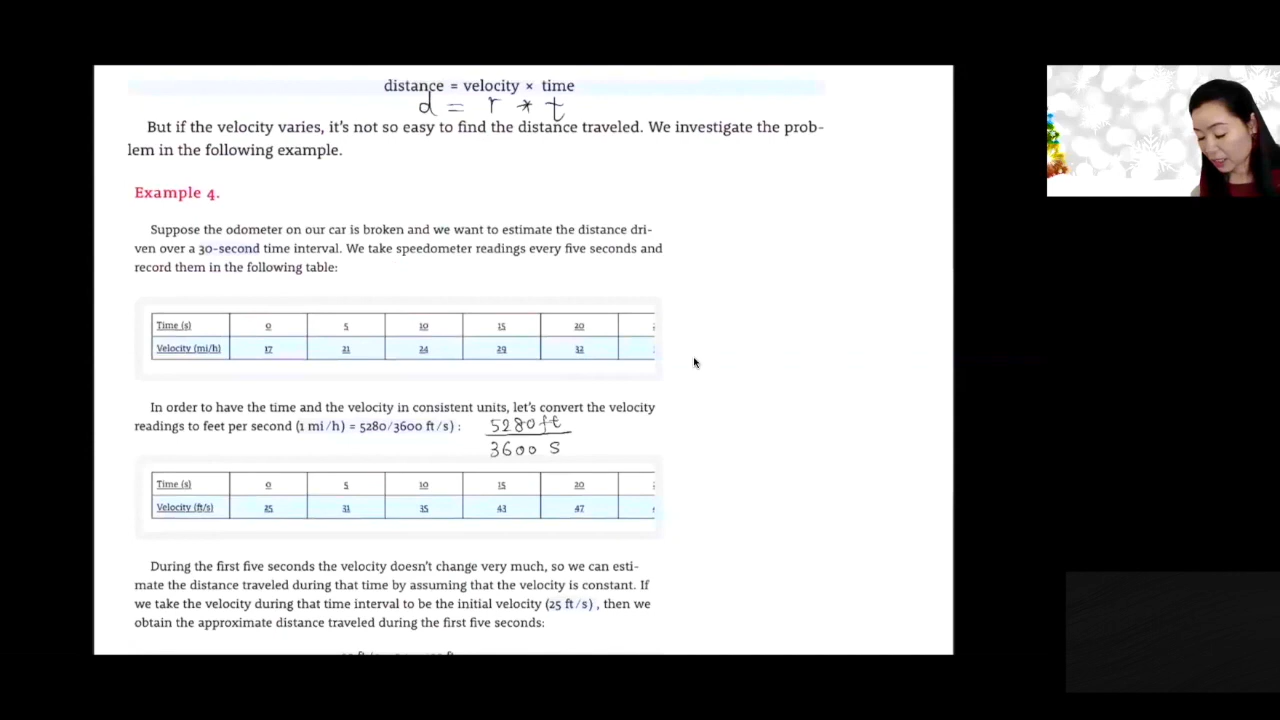 distance = velocity × time
d = r * t
But if the velocity varies, it's not so easy to find the distance traveled. We investigate the prob-
lem in the following example.
Example 4.
Suppose the odometer on our car is broken and we want to estimate the distance dri-
ven over a 30-second time interval. We take speedometer readings every five seconds and
record them in the following table:
Time (s) 0 5 10 15 20
Velocity (mi/h) 17 21 24 29 32
In order to have the time and the velocity in consistent units, let's convert the velocity
readings to feet per second (1 mi/h) = 5280/3600 ft/s) :
5280ft
3600 s
Time (s) 0 5 10 15 20
Velocity (ft/s) 25 31 35 43 47
During the first five seconds the velocity doesn't change very much, so we can esti-
mate the distance traveled during that time by assuming that the velocity is constant. If
we take the velocity during that time interval to be the initial velocity (25 ft/s) , then we
obtain the approximate distance traveled during the first five seconds: